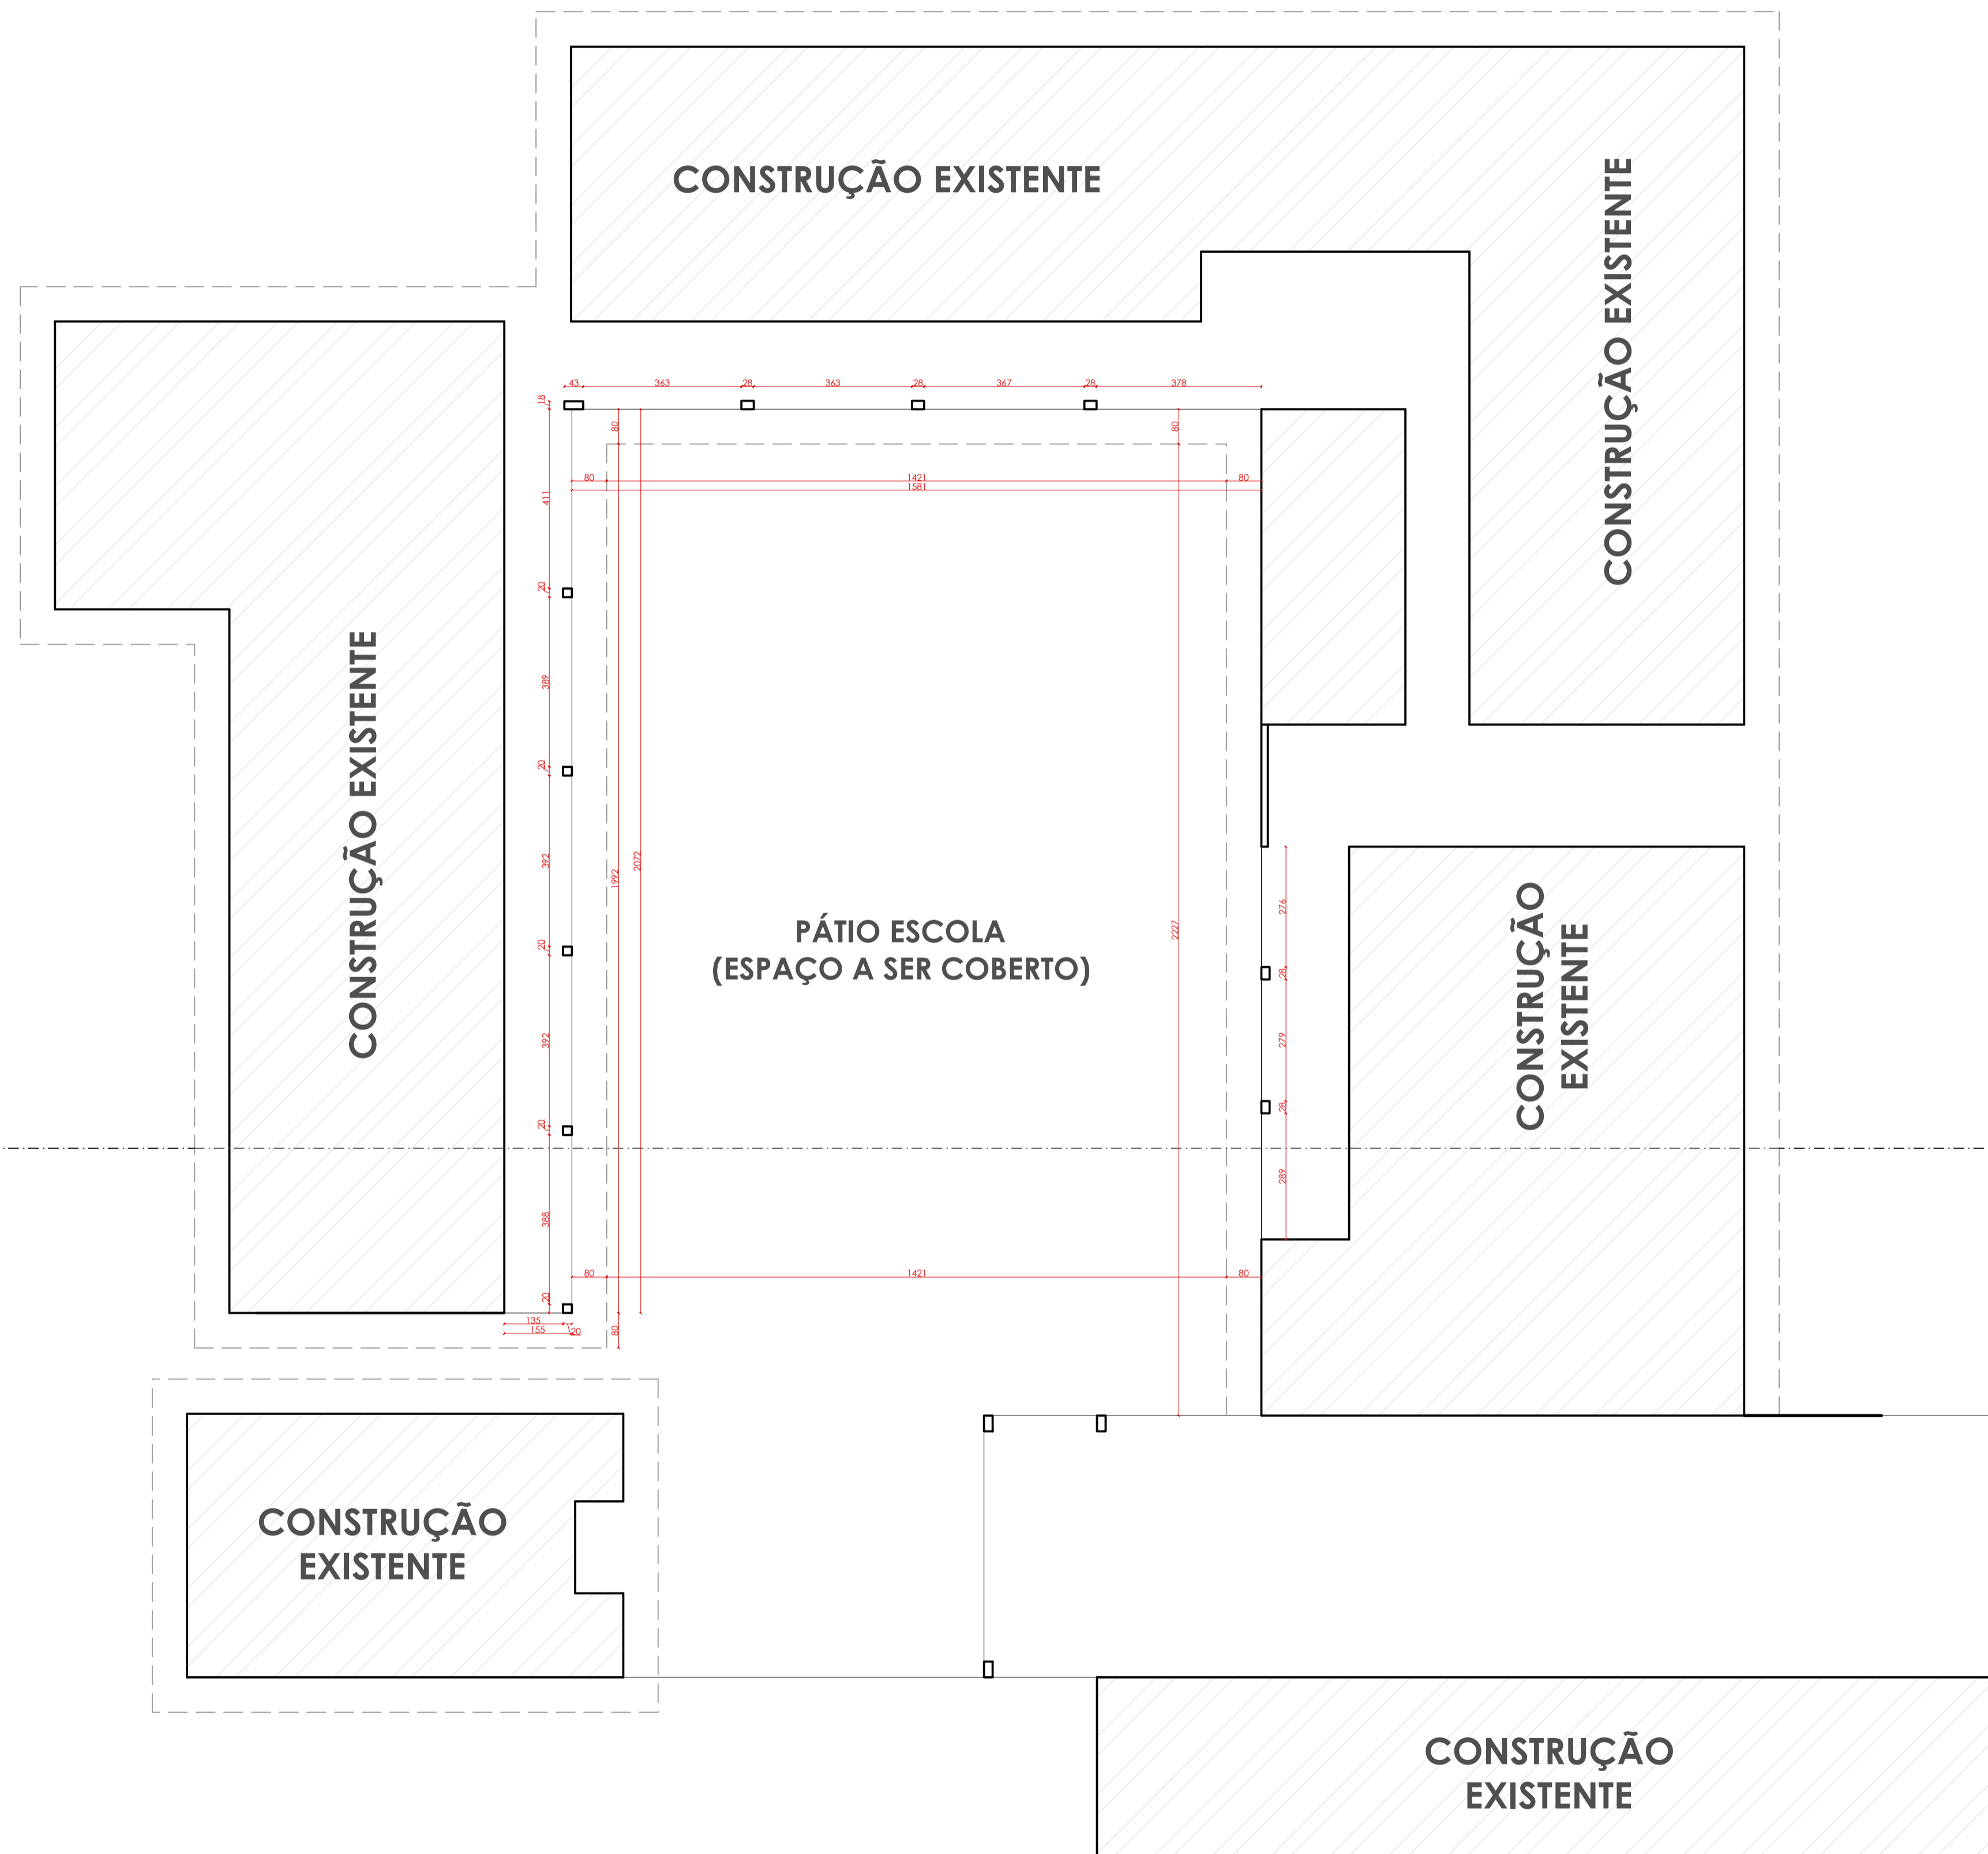 CONSTRUÇÃO EXISTENTE
CONSTRUÇÃO EXISTENTE
43 363 28 363 28 367 28 378
18
80
80
80 1421 80
1581
411
20
CONSTRUÇÃO EXISTENTE
389
20
392
1992
2072
276
CONSTRUÇÃO
EXISTENTE
PÁTIO ESCOLA
(ESPAÇO A SER COBERTO)
2227
20
28
392
279
20
28
289
388
80 1421 80
20
135
155
20
80
CONSTRUÇÃO
EXISTENTE
CONSTRUÇÃO
EXISTENTE